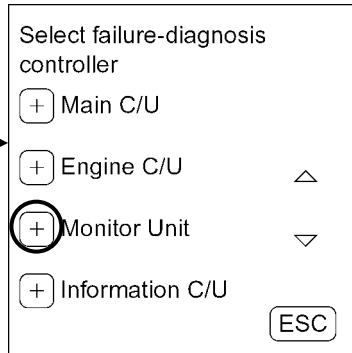 Select failure-diagnosis
controller
+ Main C/U
+ Engine C/U
+ Monitor Unit
+ Information C/U
ESC